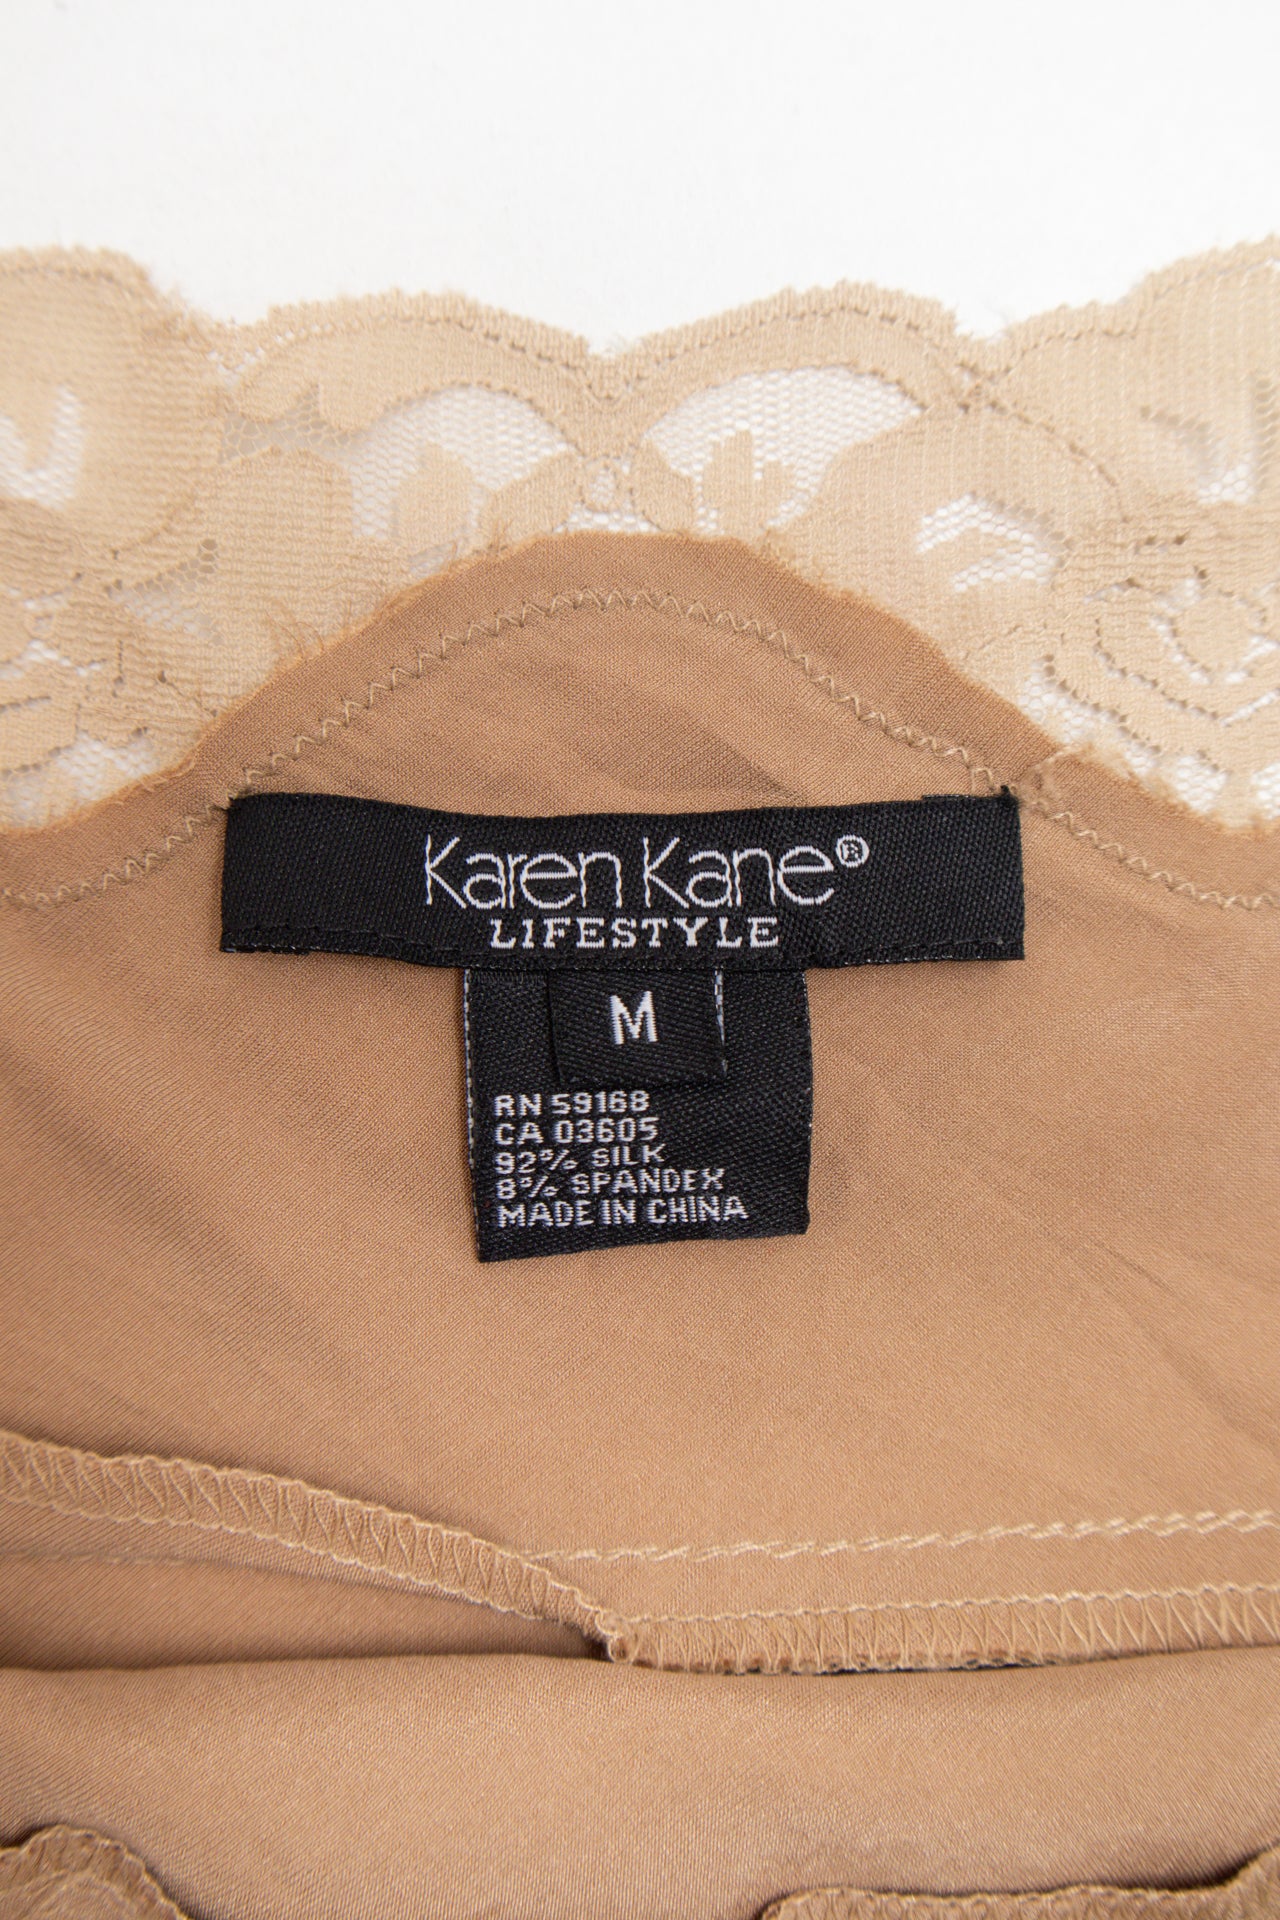 Karen Kane®
LIFESTYLE
M
RN 59168
CA 03605
92% SILK
8% SPANDEX
MADE IN CHINA